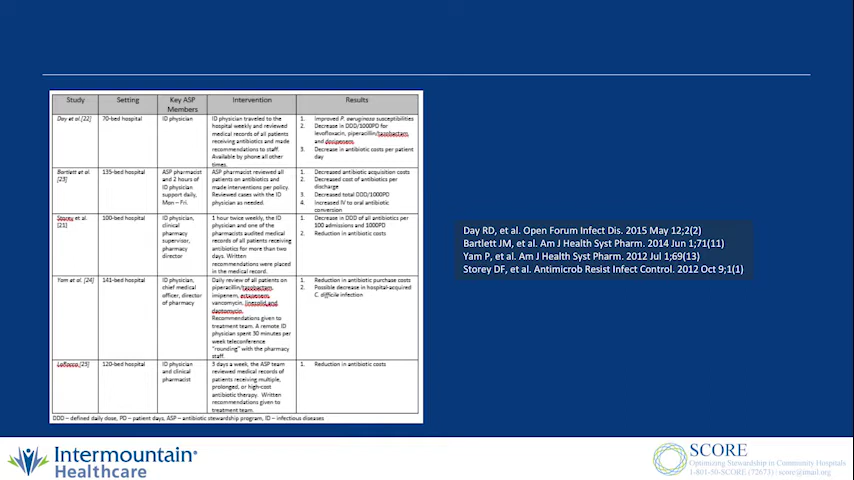 Study Setting Key ASP Members Intervention Results
Day et al.[22] 70-bed hospital ID physician
ID physician traveled to the
hospital weekly and reviewed
medical records of all patients
receiving antibiotics and made
recommendations to staff.
Available by phone all other
times.
1. Improved P. aeruginosa susceptibilities
2. Decrease in DDD/1000PD for
levofloxacin, piperacillin/tazobactam,
and
3. Decrease in antibiotic costs per patient
day
Bartlett et al.
[23]
135-bed hospital
ASP pharmacist
and 2 hours of
ID physician
support daily,
Mon – Fri.
ASP pharmacist reviewed all
patients on antibiotics and
made interventions per policy.
Reviewed cases with the ID
physician as needed.
1. Decreased antibiotic acquisition costs
2. Decreased cost of antibiotics per
discharge
3. Decreased total DDD/1000PD
4. Increased IV to oral antibiotic
conversion
Storey et al.
[21]
100-bed hospital
ID physician,
clinical
pharmacy
supervisor,
pharmacy
director
1 hour twice weekly, the ID
physician and one of the
pharmacists audited medical
records of all patients receiving
antibiotics for more than two
days. Written
recommendations were placed
in the medical record.
1. Decrease in DDD of all antibiotics per
100 admissions and 1000PD
2. Reduction in antibiotic costs
Yam et al. [24] 141-bed hospital
ID physician,
chief medical
officer, director
of pharmacy
Daily review of all patients on
piperacillin/tazobactam,
imipenem, ertapenem,
vancomycin, linezolid, and
daptomycin.
Recommendations given to
treatment team. A remote ID
physician spent 30 minutes per
week teleconference
"rounding" with the pharmacy
staff.
1. Reduction in antibiotic purchase costs
2. Possible decrease in hospital-acquired
C. difficile infection
LaRocco [25] 120-bed hospital
ID physician
and clinical
pharmacist
3 days a week, the ASP team
reviewed medical records of
patients receiving multiple,
prolonged, or high-cost
antibiotic therapy. Written
recommendations given to
treatment team.
1. Reduction in antibiotic costs
DDD – defined daily dose, PD – patient days, ASP – antibiotic stewardship program, ID – infectious diseases
Day RD, et al. Open Forum Infect Dis. 2015 May 12;2(2)
Bartlett JM, et al. Am J Health Syst Pharm. 2014 Jun 1;71(11)
Yam P, et al. Am J Health Syst Pharm. 2012 Jul 1;69(13)
Storey DF, et al. Antimicrob Resist Infect Control. 2012 Oct 9;1(1)
Intermountain®
Healthcare
SCORE
Optimizing Stewardship in Community Hospitals
1-801-50-SCORE (72673) | score@imail.org